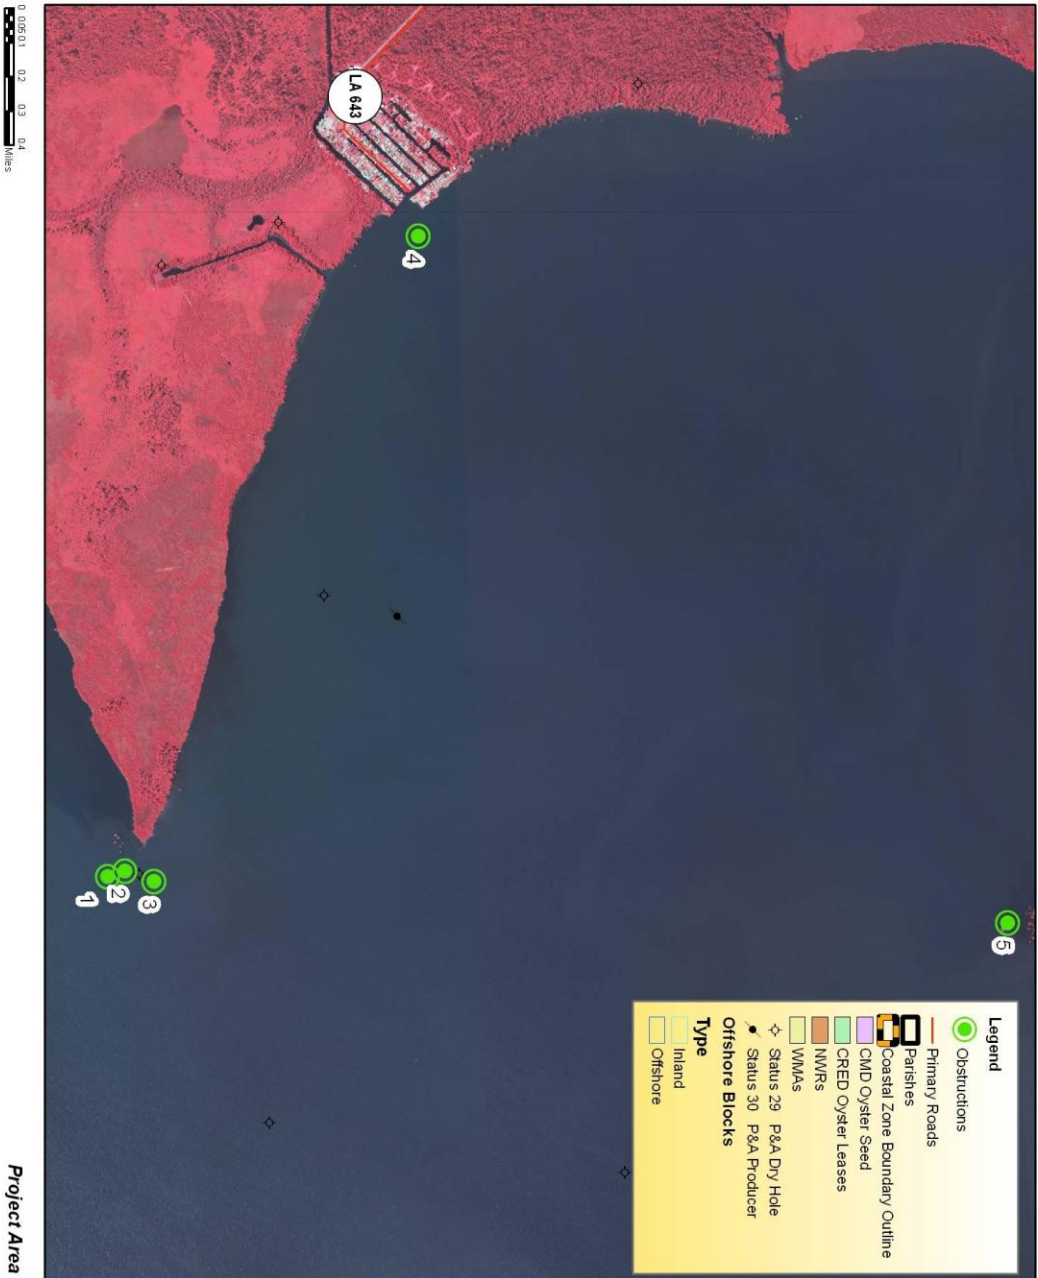 0 0.05 0.1 0.2 0.3 0.4
Miles
LA 643
4
1
2
3
5
Legend
Obstructions
Primary Roads
Parishes
Coastal Zone Boundary Outline
CMD Oyster Seed
CRED Oyster Leases
NWRs
WMAs
Status 29 P&A Dry Hole
Status 30 P&A Producer
Offshore Blocks
Type
Inland
Offshore
Project Area